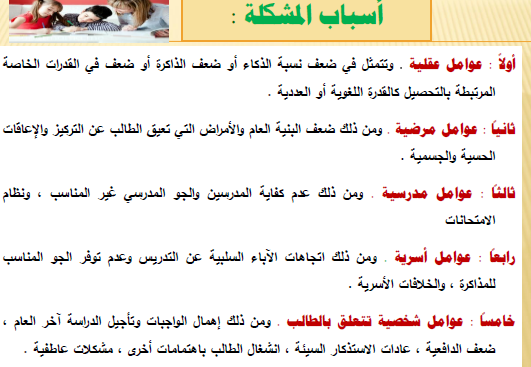 أسباب المشكلة :
أولاً : عوامل عقلية . وتتمثل في ضعف نسبة الذكاء أو ضعف الذاكرة أو ضعف في القدرات الخاصة
المرتبطة بالتحصيل كالقدرة اللغوية أو العددية .
ثانياً : عوامل مرضية . ومن ذلك ضعف البنية العام والأمراض التي تعيق الطالب عن التركيز والإعاقات
الحسية والجسمية .
ثالثاً : عوامل مدرسية . ومن ذلك عدم كفاية المدرسين والجو المدرسي غير المناسب ، ونظام
الامتحانات
رابعاً : عوامل أسرية . ومن ذلك اتجاهات الآباء السلبية عن التدريس وعدم توفر الجو المناسب
للمذاكرة ، والخلافات الأسرية .
خامساً : عوامل شخصية تتعلق بالطالب . ومن ذلك إهمال الواجبات وتأجيل الدراسة آخر العام ،
ضعف الدافعية ، عادات الاستذكار السيئة ، انشغال الطالب باهتمامات أخرى ، مشكلات عاطفية .